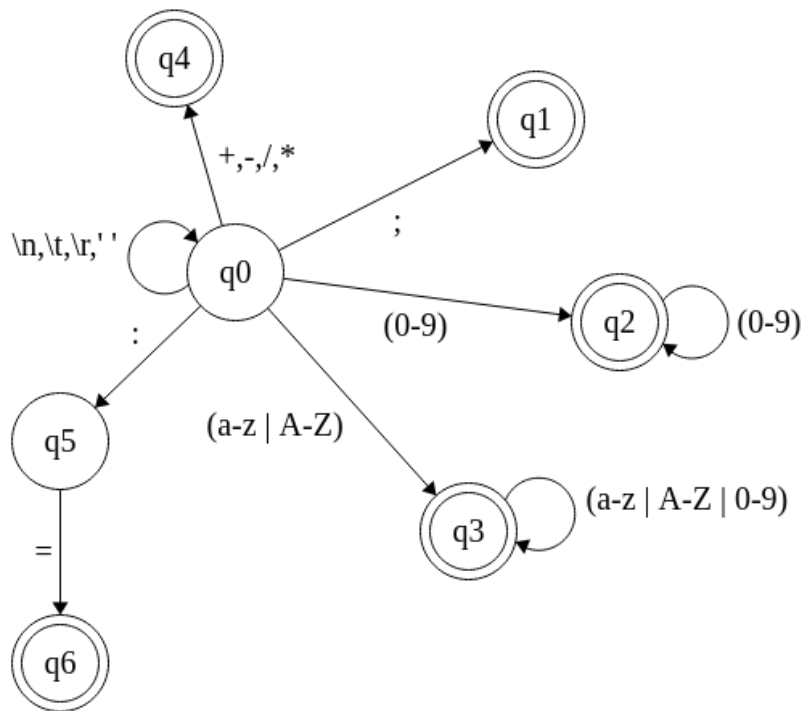 q4
q1
+,-,/,*
;
\n,\t,\r,' '
q0
q2
(0-9)
(0-9)
:
(a-z | A-Z)
q5
(a-z | A-Z | 0-9)
q3
=
q6